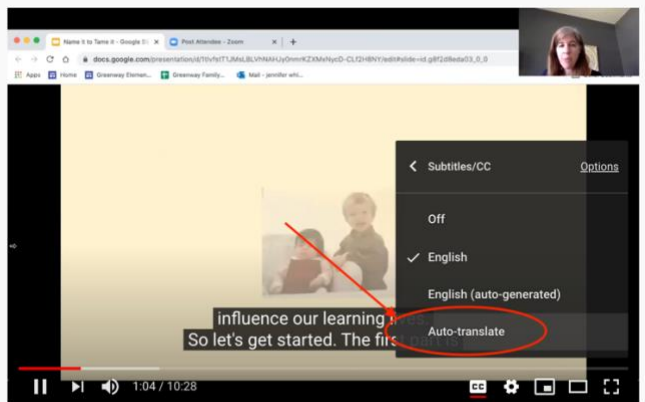 Name it to Tame it - Google Sl
Post Attendee - Zoom
docs.google.com
Apps
Home
Greenway Elemen...
Greenway Family...
Mail - jennifer whi...
Subtitles/CC
Options
Off
English
English (auto-generated)
Auto-translate
influence our learning
So let's get started. The first part is
1:04 / 10:28
CC